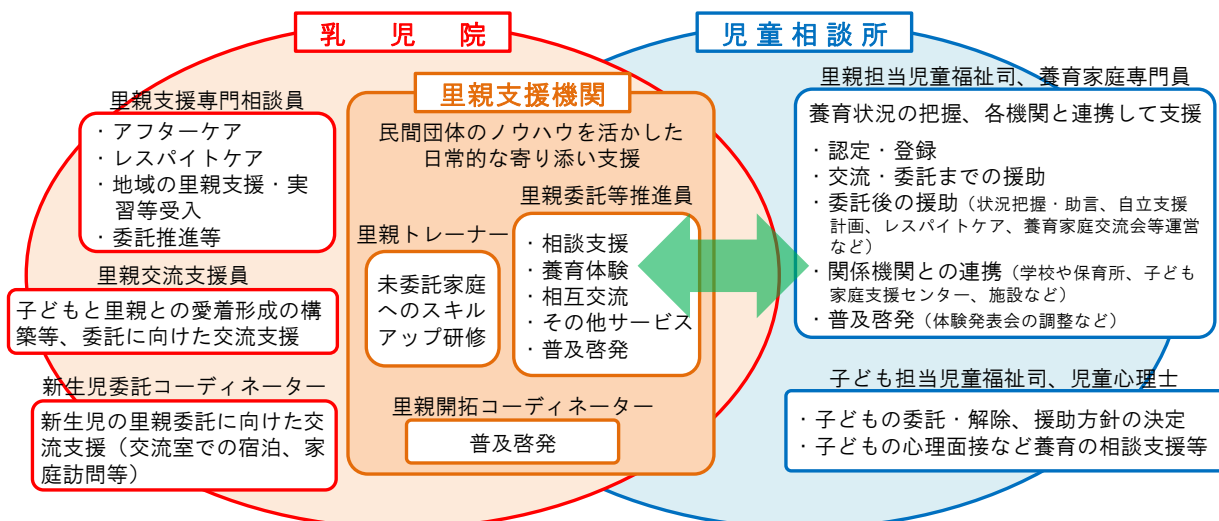 乳児院
児童相談所
里親支援専門相談員
・アフターケア
・レスパイトケア
・地域の里親支援・実
習等受入
・委託推進等
里親交流支援員
子どもと里親との愛着形成の構
築等、委託に向けた交流支援
新生児委託コーディネーター
新生児の里親委託に向けた交
流支援（交流室での宿泊、家
庭訪問等）
里親支援機関
民間団体のノウハウを活かした
日常的な寄り添い支援
里親トレーナー
未委託家庭
へのスキル
アップ研修
里親委託等推進員
・相談支援
・養育体験
・相互交流
・その他サービス
・普及啓発
里親開拓コーディネーター
普及啓発
里親担当児童福祉司、養育家庭専門員
養育状況の把握、各機関と連携して支援
・認定・登録
・交流・委託までの援助
・委託後の援助（状況把握・助言、自立支援
計画、レスパイトケア、養育家庭交流会等運営
など）
・関係機関との連携（学校や保育所、子ども
家庭支援センター、施設など）
・普及啓発（体験発表会の調整など）
子ども担当児童福祉司、児童心理士
・子どもの委託・解除、援助方針の決定
・子どもの心理面接など養育の相談支援等